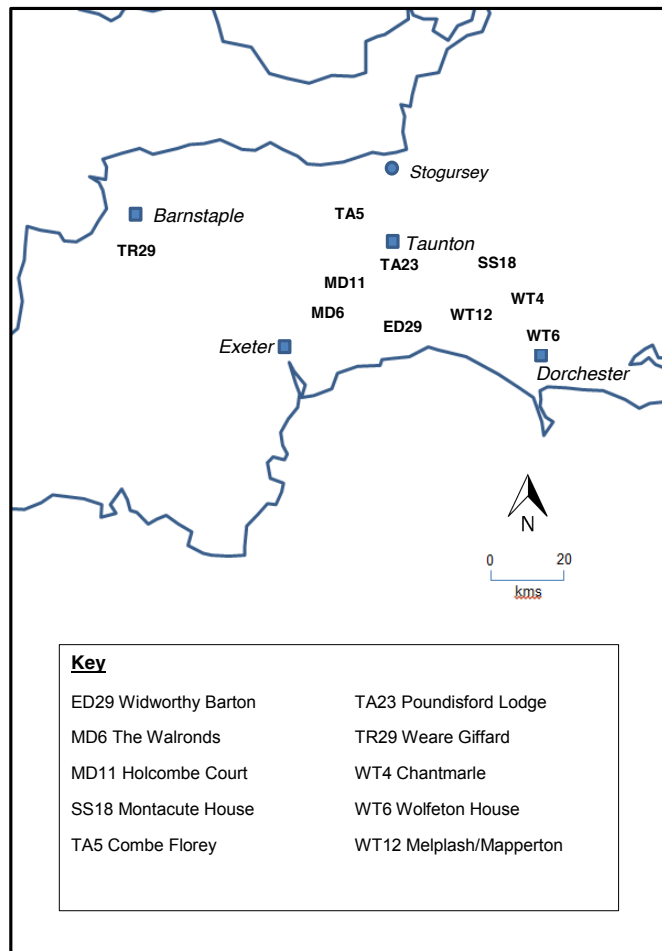 Stogursey
TA5
Barnstaple
Taunton
TR29
TA23
SS18
MD11
WT4
MD6
WT12
ED29
WT6
Exeter
Dorchester
N
0 20
kms
Key
ED29 Widworthy Barton
MD6 The Walronds
MD11 Holcombe Court
SS18 Montacute House
TA5 Combe Florey
TA23 Poundisford Lodge
TR29 Weare Giffard
WT4 Chantmarle
WT6 Wolfeton House
WT12 Melplash/Mapperton